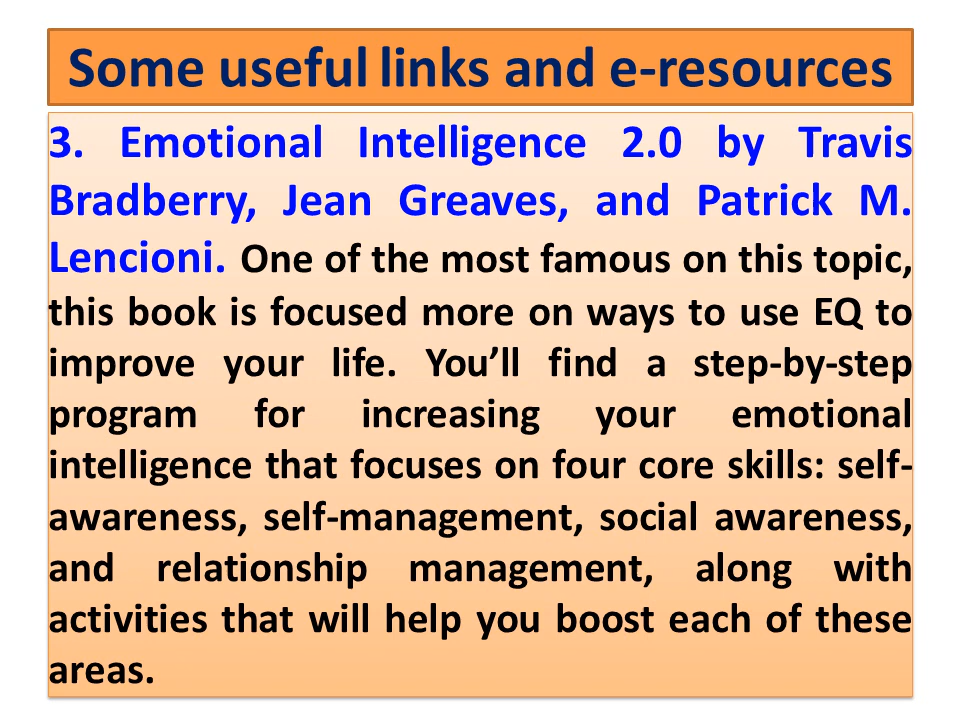 Some useful links and e-resources
3. Emotional Intelligence 2.0 by Travis
Bradberry, Jean Greaves, and Patrick M.
Lencioni. One of the most famous on this topic,
this book is focused more on ways to use EQ to
improve your life. You’ll find a step-by-step
program for increasing your emotional
intelligence that focuses on four core skills: self-
awareness, self-management, social awareness,
and relationship management, along with
activities that will help you boost each of these
areas.